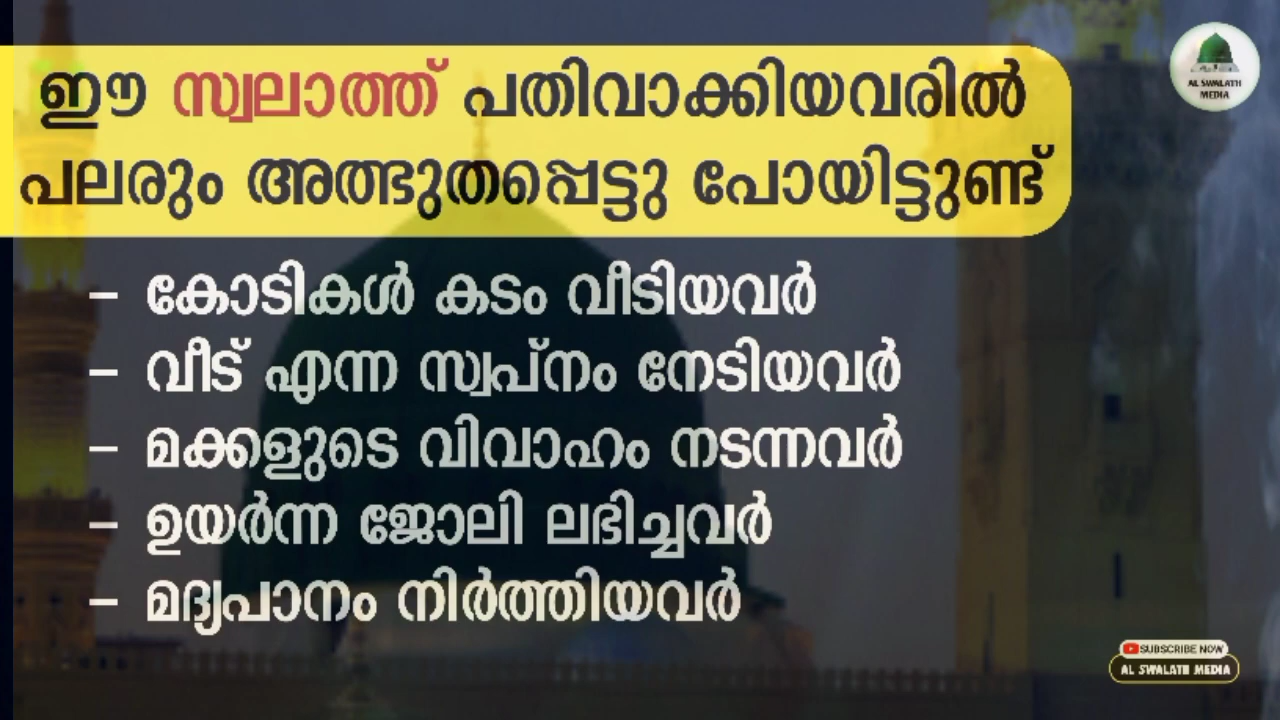 ഈ സ്വലാത്ത് പതിവാക്കിയവരിൽ
പലരും അത്ഭുതപ്പെട്ടു പോയിട്ടുണ്ട്
– കോടികൾ കടം വീടിയവർ
– വീട് എന്ന സ്വപ്നം നേടിയവർ
– മക്കളുടെ വിവാഹം നടന്നവർ
– ഉയർന്ന ജോലി ലഭിച്ചവർ
– മദ്യപാനം നിർത്തിയവർ
AL SWALATH
MEDIA
SUBSCRIBE NOW
AL SWALATH MEDIA